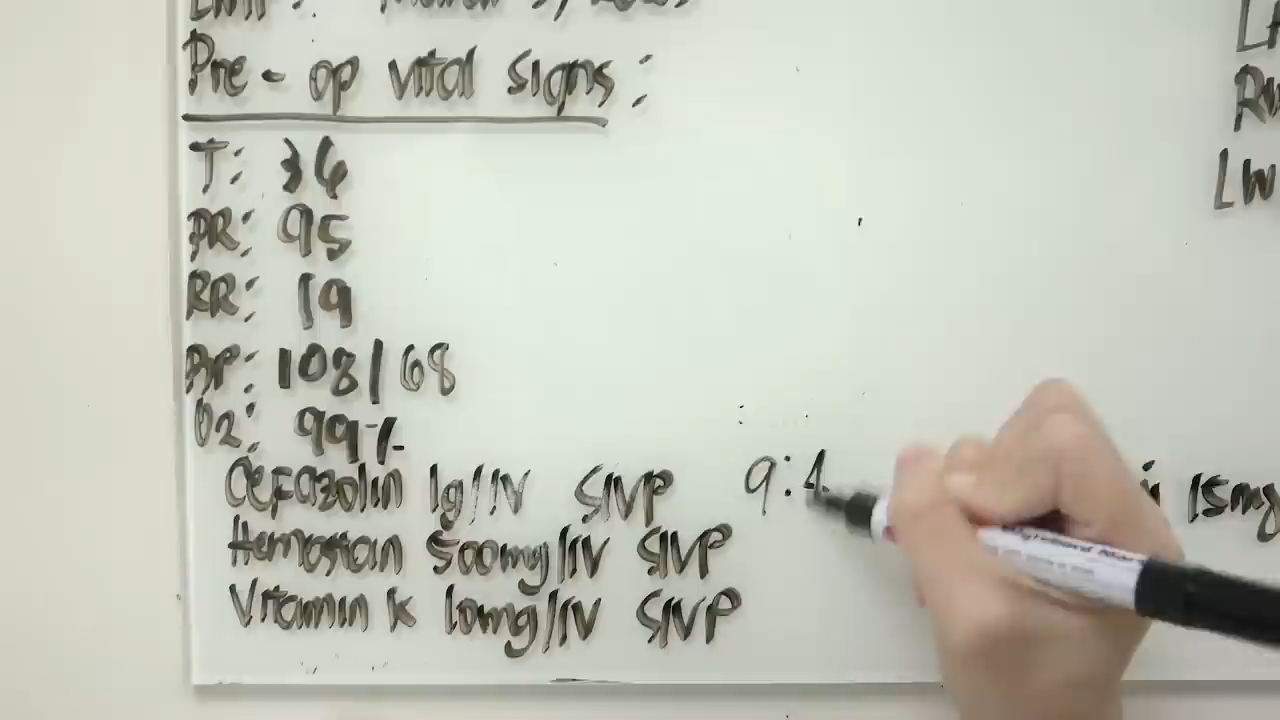 Pre-op vital signs:
T: 36
PR: 95
RR: 19
BP: 108/68
O2: 99%
Cefazolin 1g/IV SIVP 9:4
Hemostan 500mg/IV SIVP
Vitamin K 10mg/IV SIVP
15mg